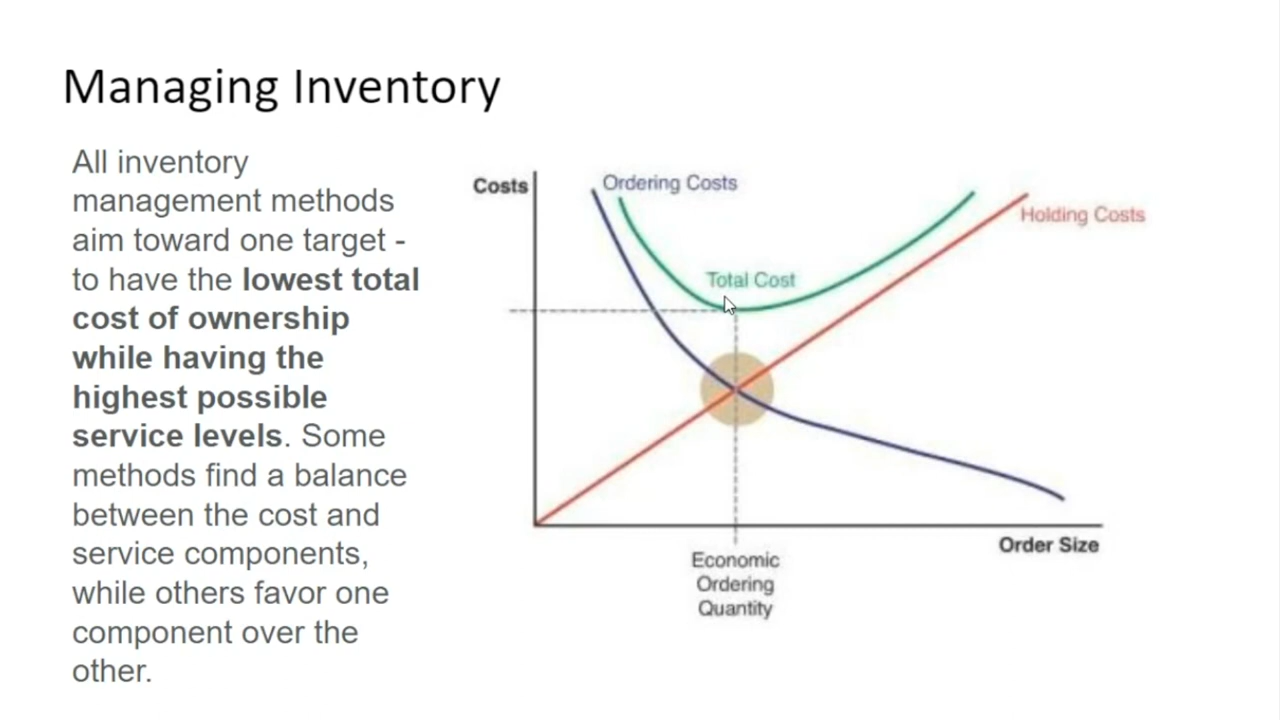 Managing Inventory
All inventory
management methods
aim toward one target -
to have the lowest total
cost of ownership
while having the
highest possible
service levels. Some
methods find a balance
between the cost and
service components,
while others favor one
component over the
other.
Costs
Ordering Costs
Holding Costs
Total Cost
Order Size
Economic
Ordering
Quantity